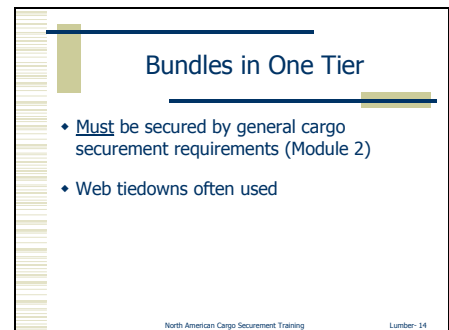 Bundles in One Tier
◆ Must be secured by general cargo
securement requirements (Module 2)
◆ Web tiedowns often used
North American Cargo Securement Training Lumber- 14